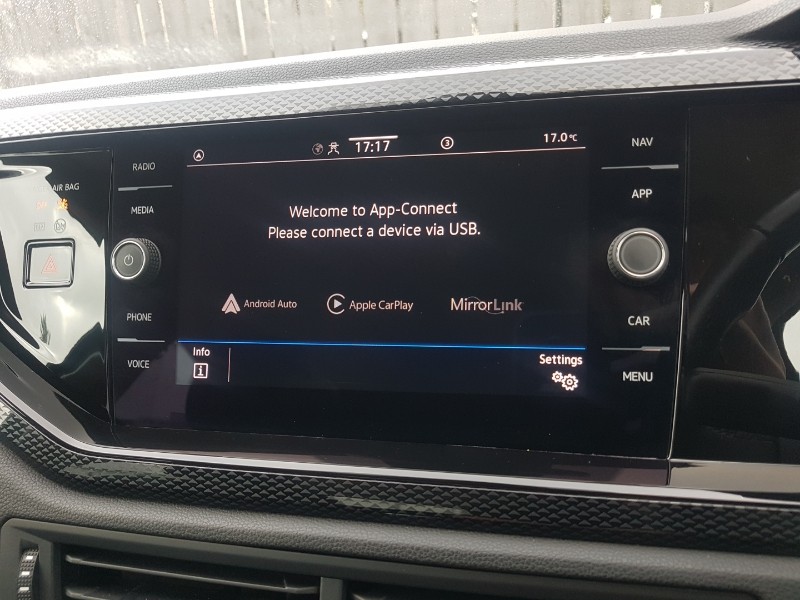 RADIO
MEDIA
PHONE
VOICE
AIR BAG
17:17
3
17.0°C
Welcome to App-Connect
Please connect a device via USB.
Android Auto
Apple CarPlay
MirrorLink
Info
i
Settings
NAV
APP
CAR
MENU